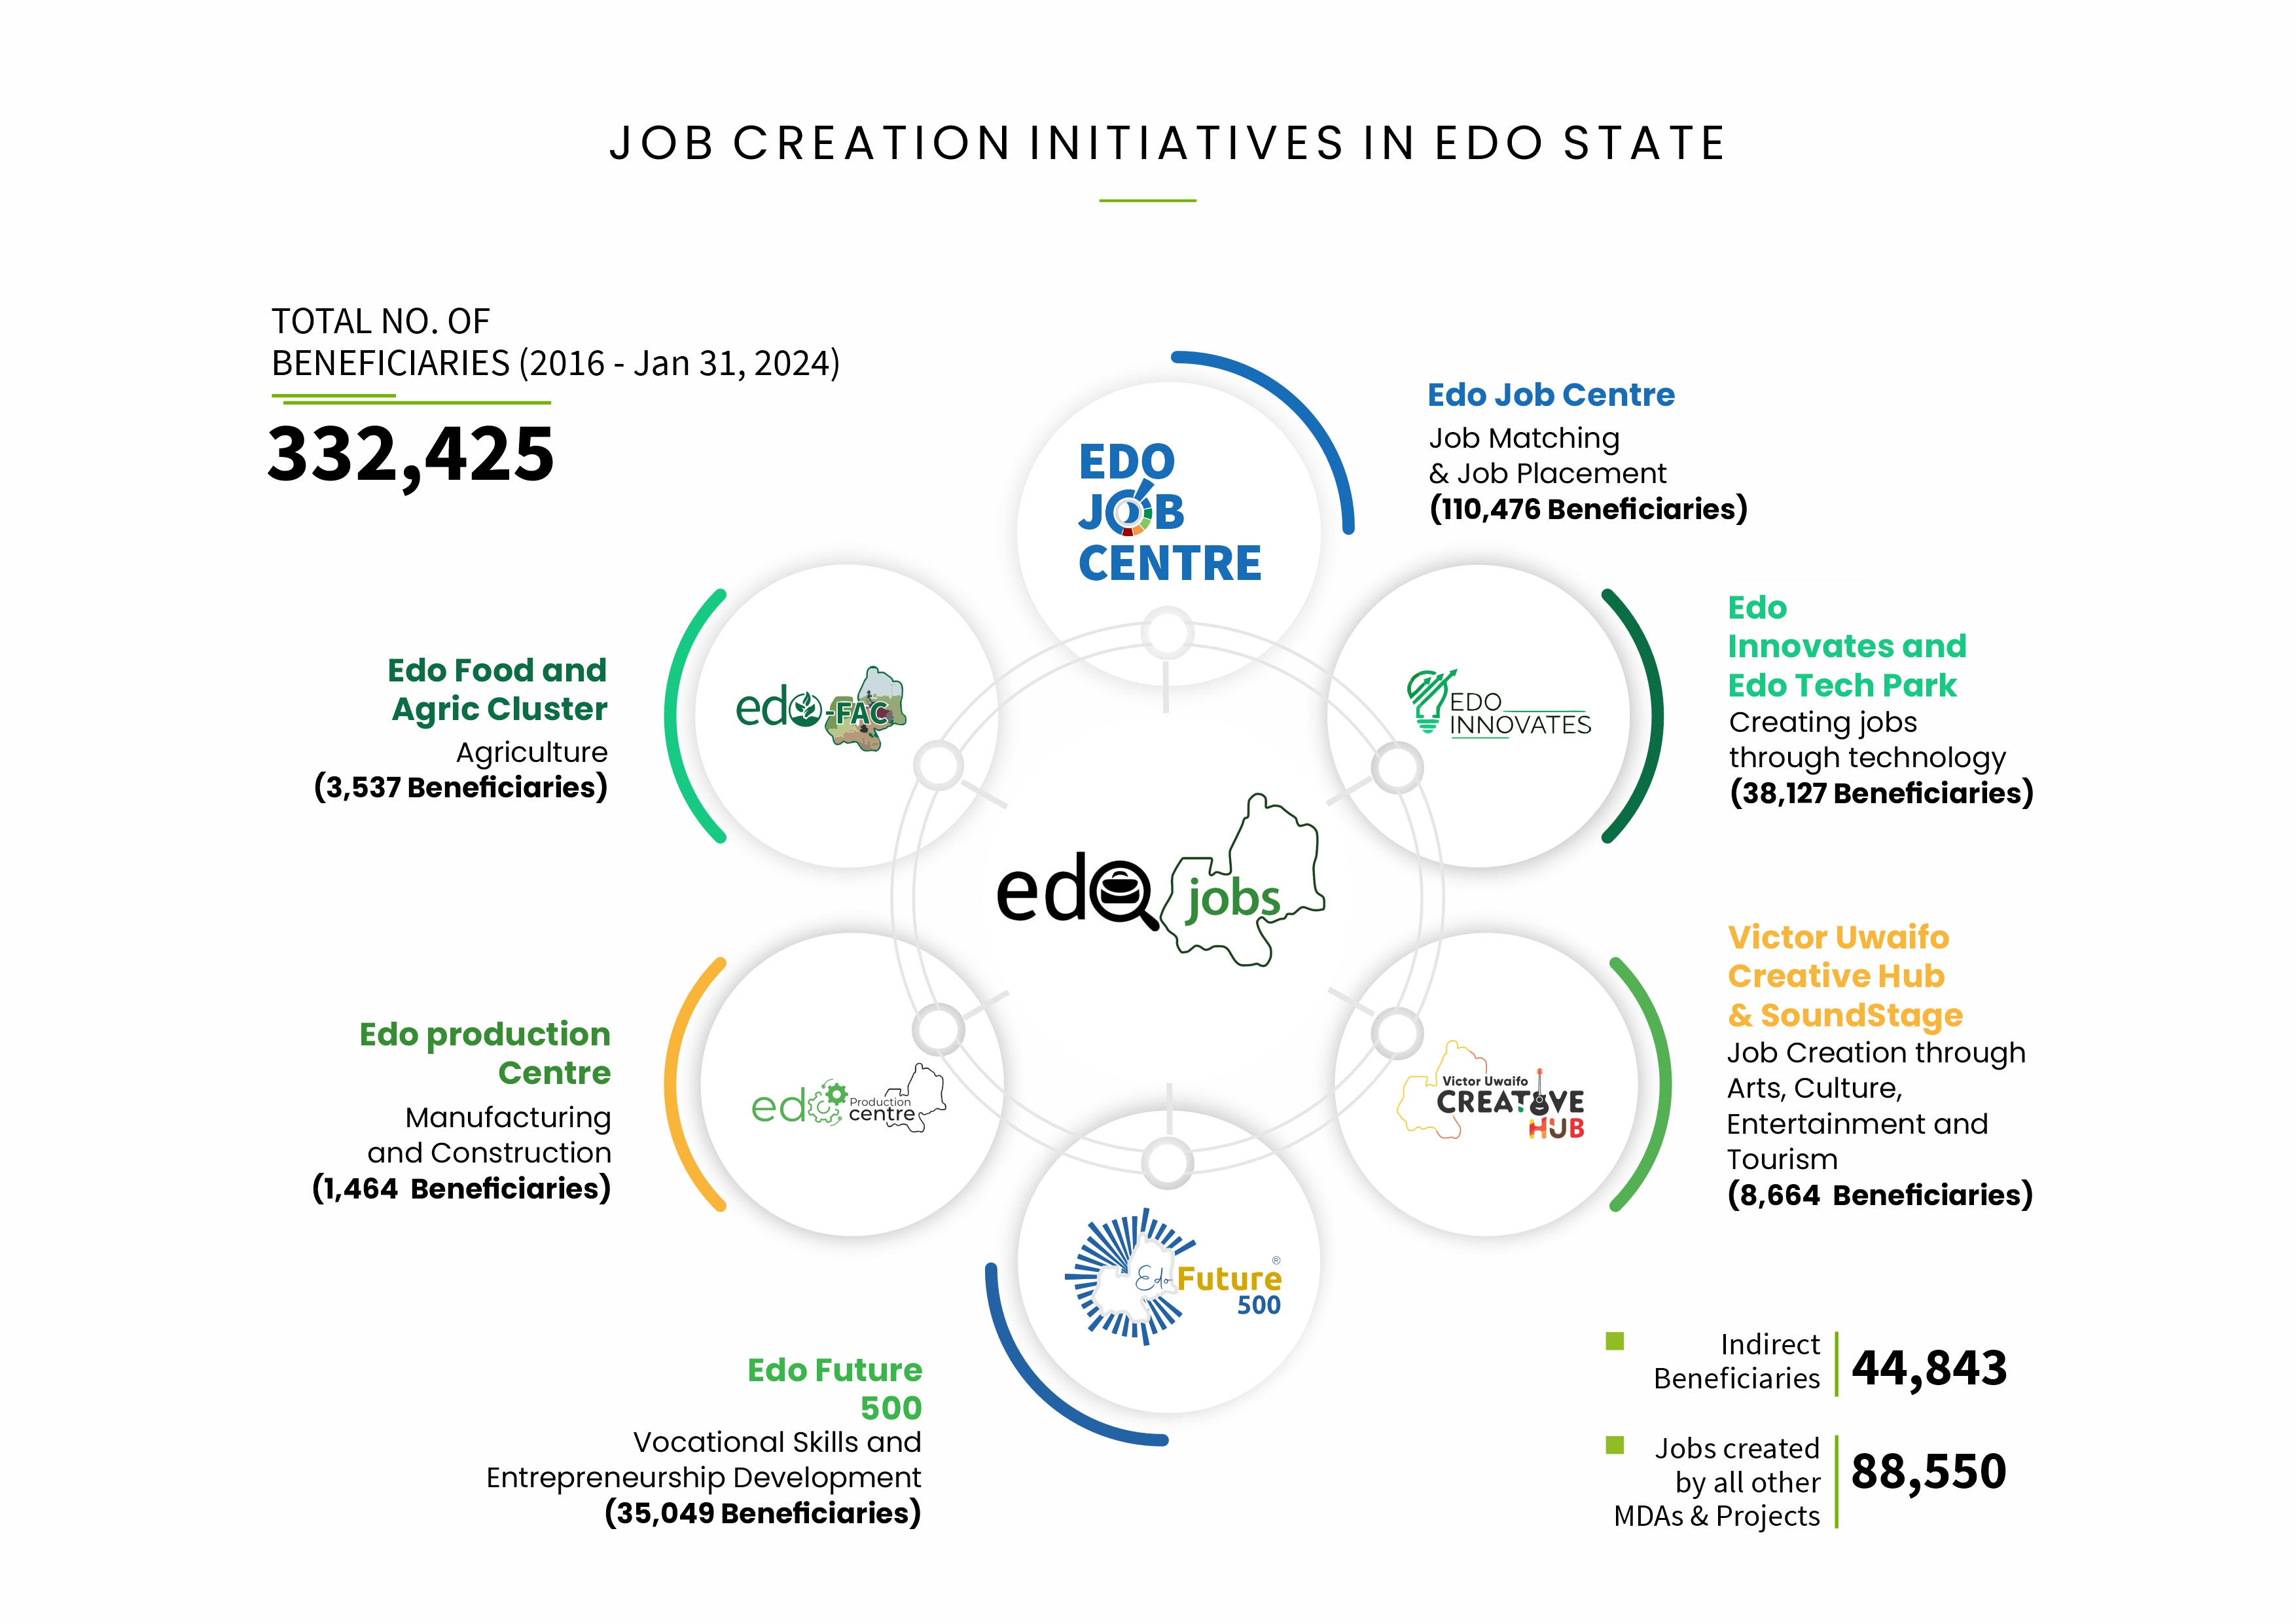 JOB CREATION INITIATIVES IN EDO STATE
TOTAL NO. OF
BENEFICIARIES (2016 - Jan 31, 2024)
332,425
EDO
JOB
CENTRE
Edo Job Centre
Job Matching
& Job Placement
(110,476 Beneficiaries)
edo-FAC
Edo Food and
Agric Cluster
Agriculture
(3,537 Beneficiaries)
EDO
INNOVATES
Edo
Innovates and
Edo Tech Park
Creating jobs
through technology
(38,127 Beneficiaries)
edo jobs
Edo production
Centre
Manufacturing
and Construction
(1,464  Beneficiaries)
edo Production
centre
Victor Uwaifo
CREATIVE
HUB
Victor Uwaifo
Creative Hub
& SoundStage
Job Creation through
Arts, Culture,
Entertainment and
Tourism
(8,664  Beneficiaries)
Edo Future ®
500
Edo Future
500
Vocational Skills and
Entrepreneurship Development
(35,049 Beneficiaries)
Indirect
Beneficiaries
44,843
Jobs created
by all other
MDAs & Projects
88,550